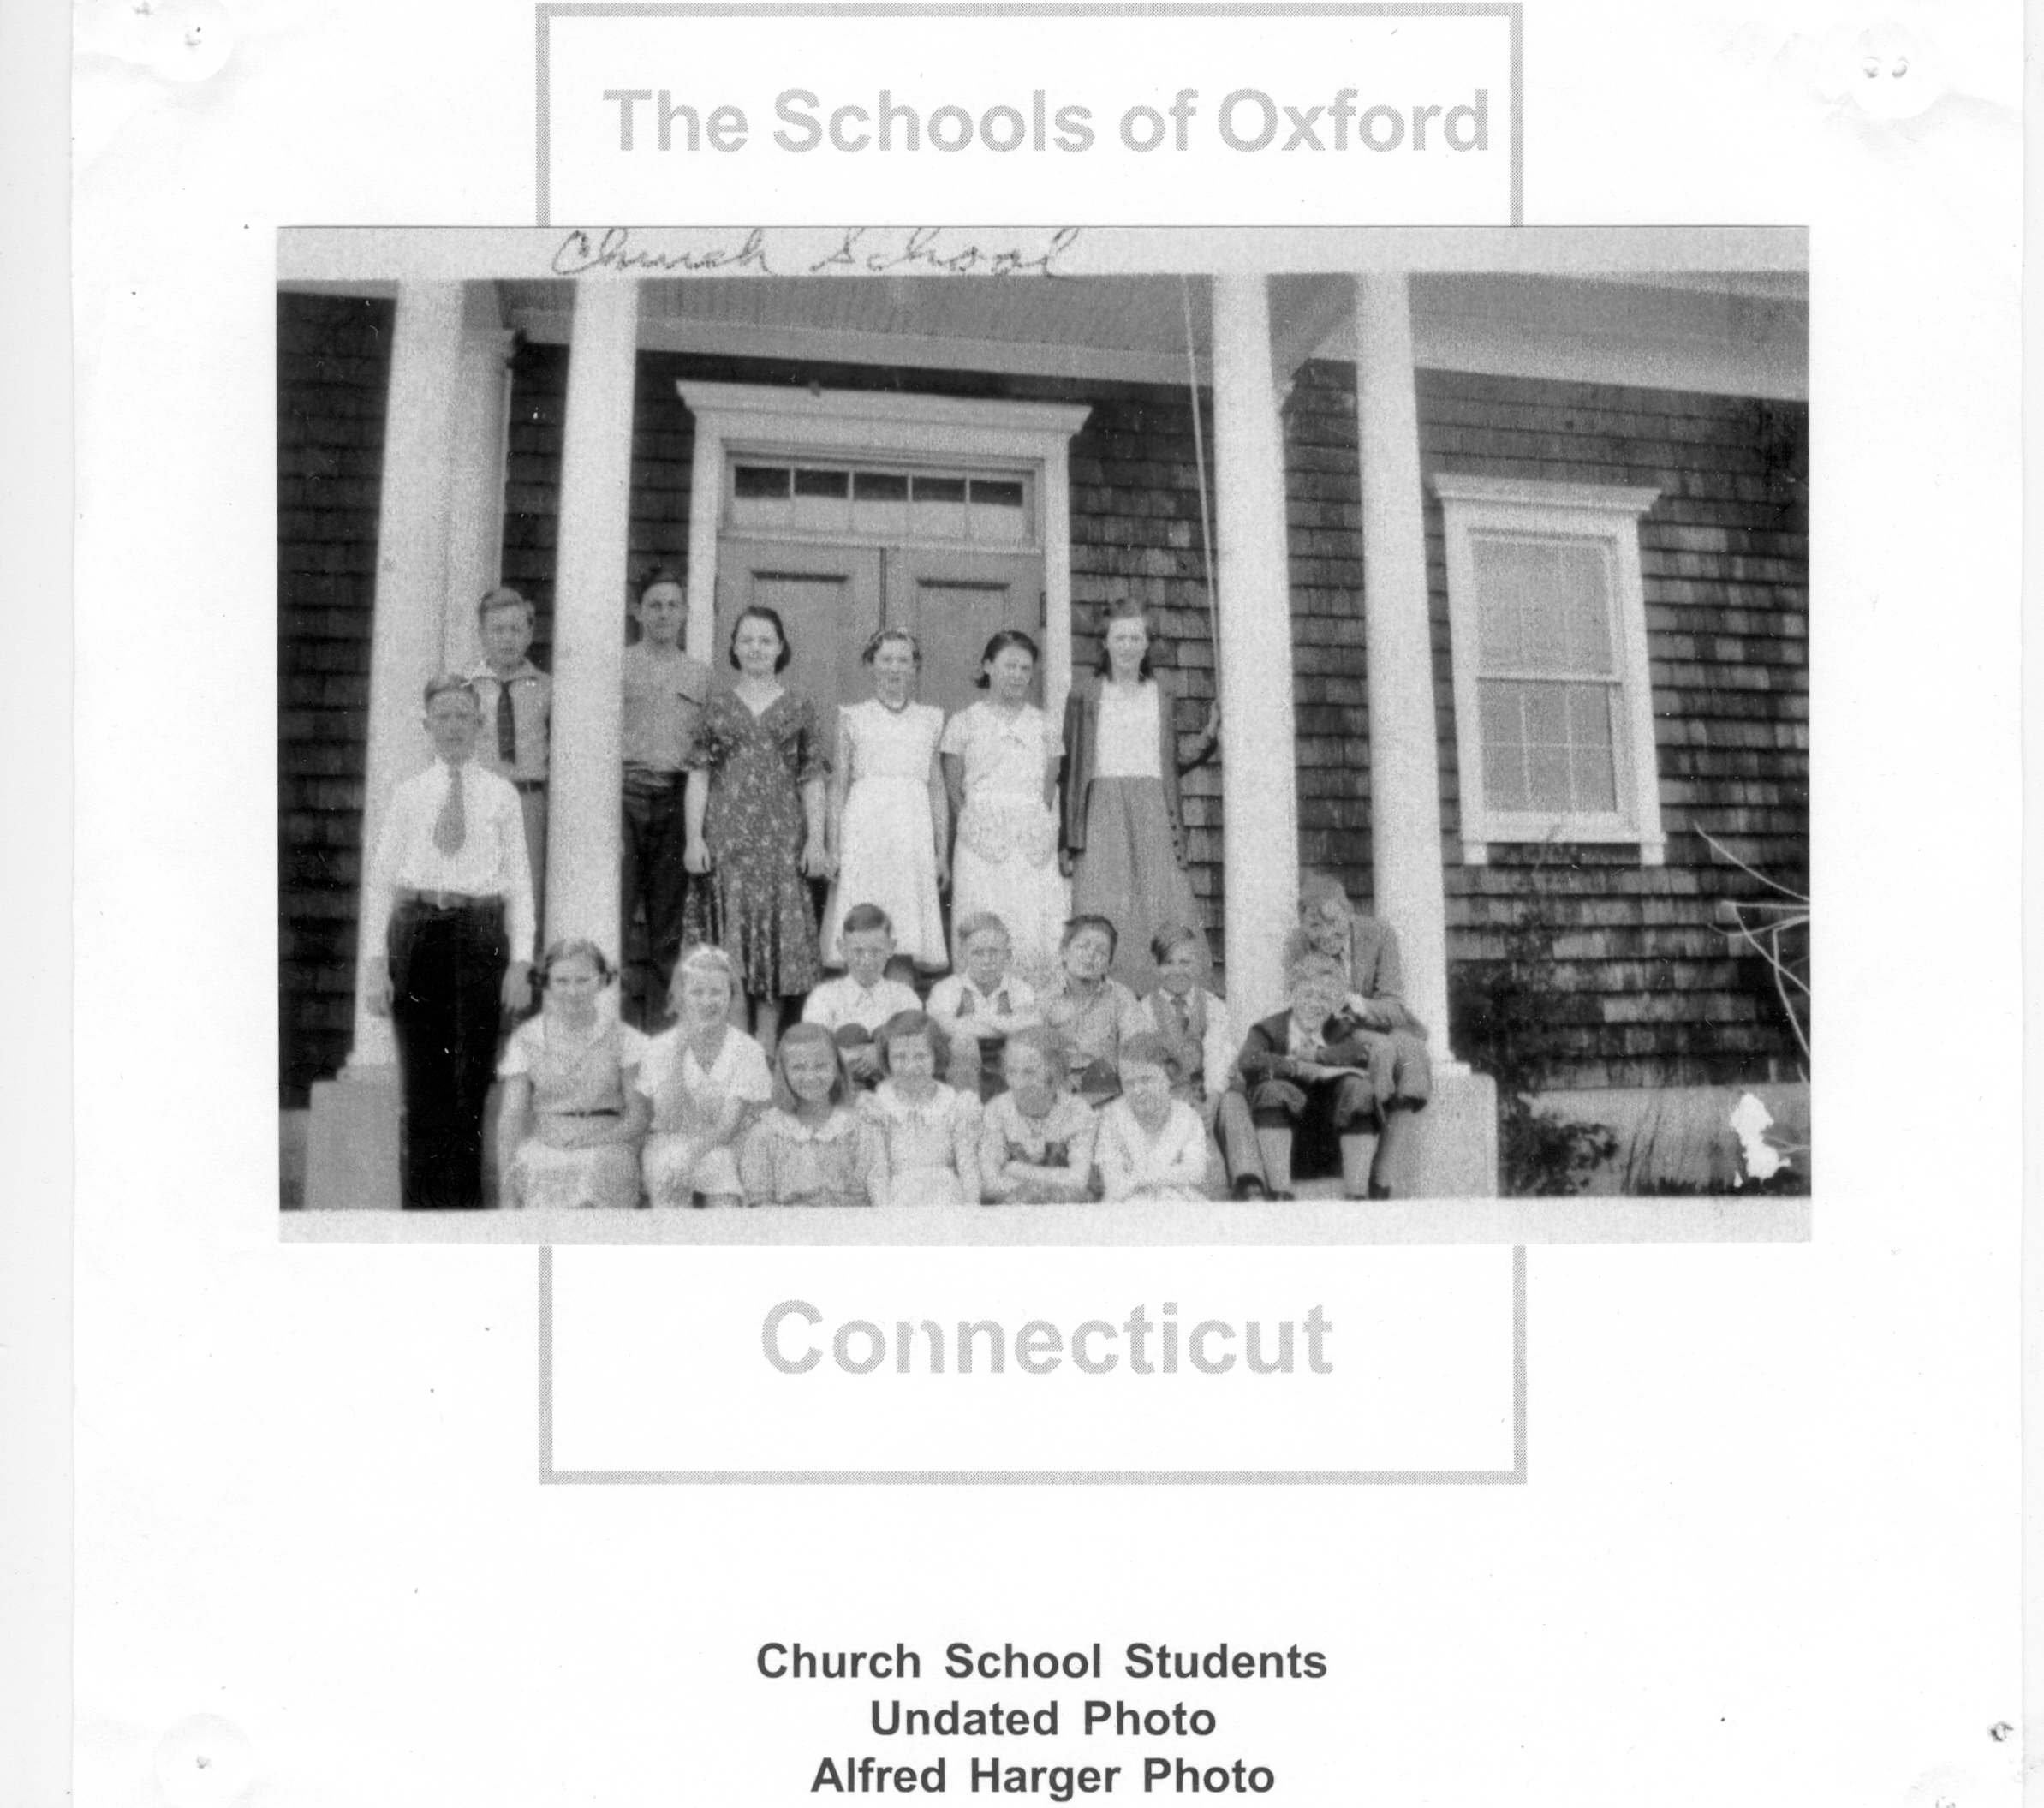 The Schools of Oxford
Church School
Connecticut
Church School Students
Undated Photo
Alfred Harger Photo